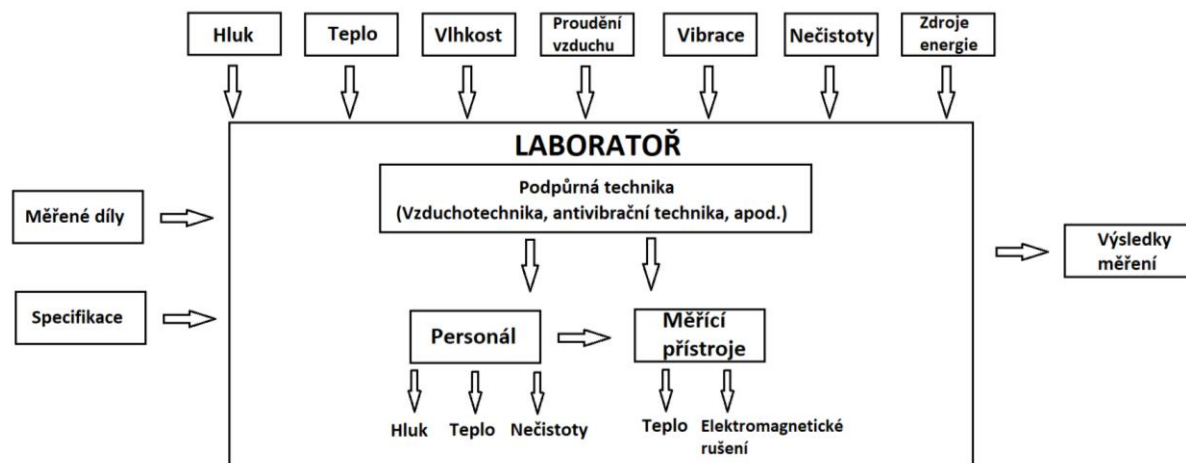 Hluk
Teplo
Vlhkost
Proudění
vzduchu
Vibrace
Nečistoty
Zdroje
energie
LABORATOŘ
Podpůrná technika
(Vzduchotechnika, antivibrační technika, apod.)
Měřené díly
Specifikace
Výsledky
měření
Personál
Měřící
přístroje
Hluk
Teplo
Nečistoty
Teplo
Elektromagnetické
rušení